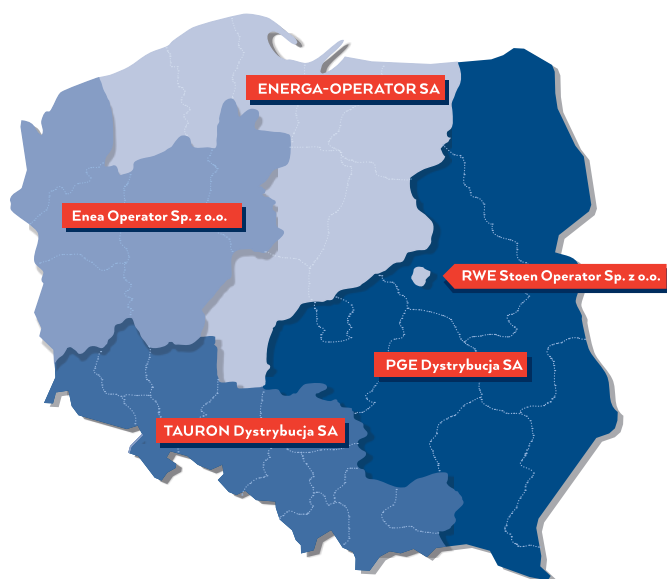 ENERGA-OPERATOR SA
Enea Operator Sp. z o.o.
RWE Stoen Operator Sp. z o.o.
PGE Dystrybucja SA
TAURON Dystrybucja SA